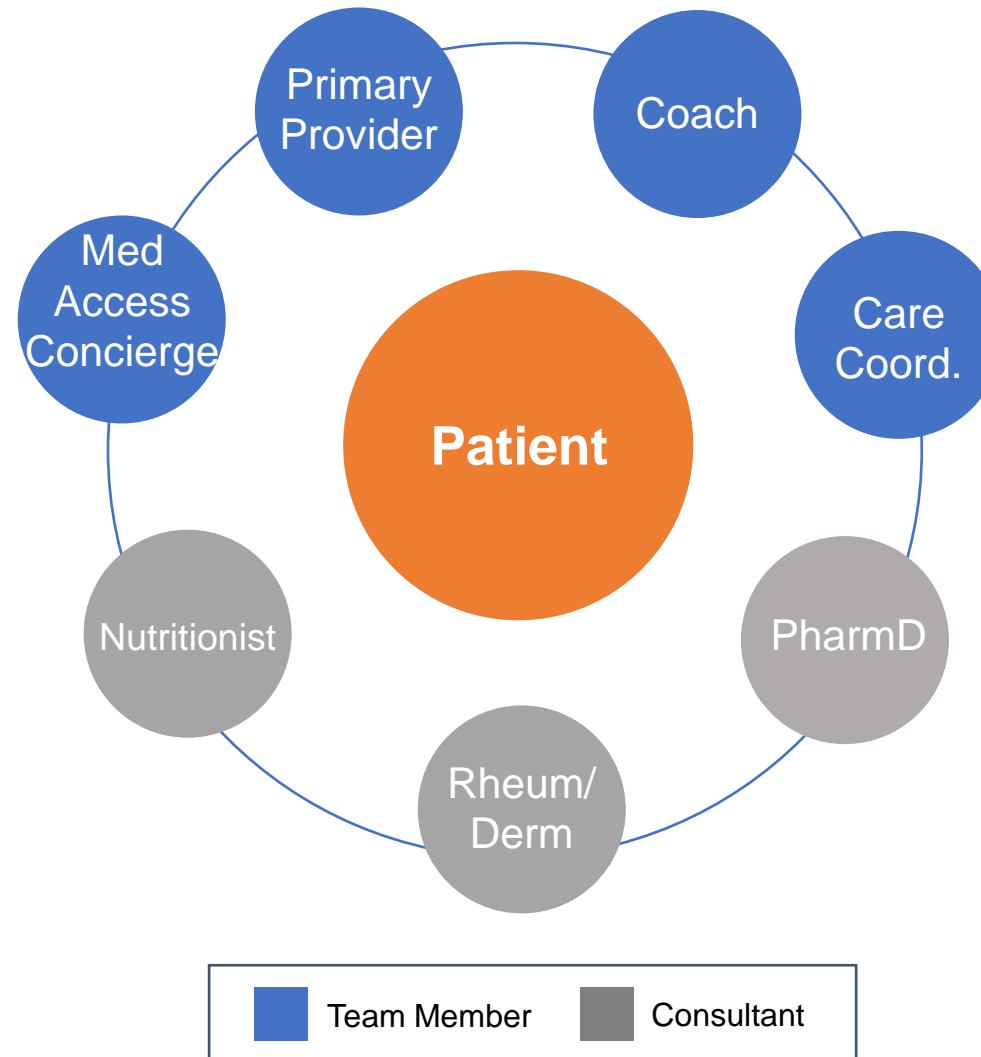 Primary
Provider
Coach
Med
Access
Concierge
Care
Coord.
Patient
Nutritionist
PharmD
Rheum/
Derm
Team Member
Consultant